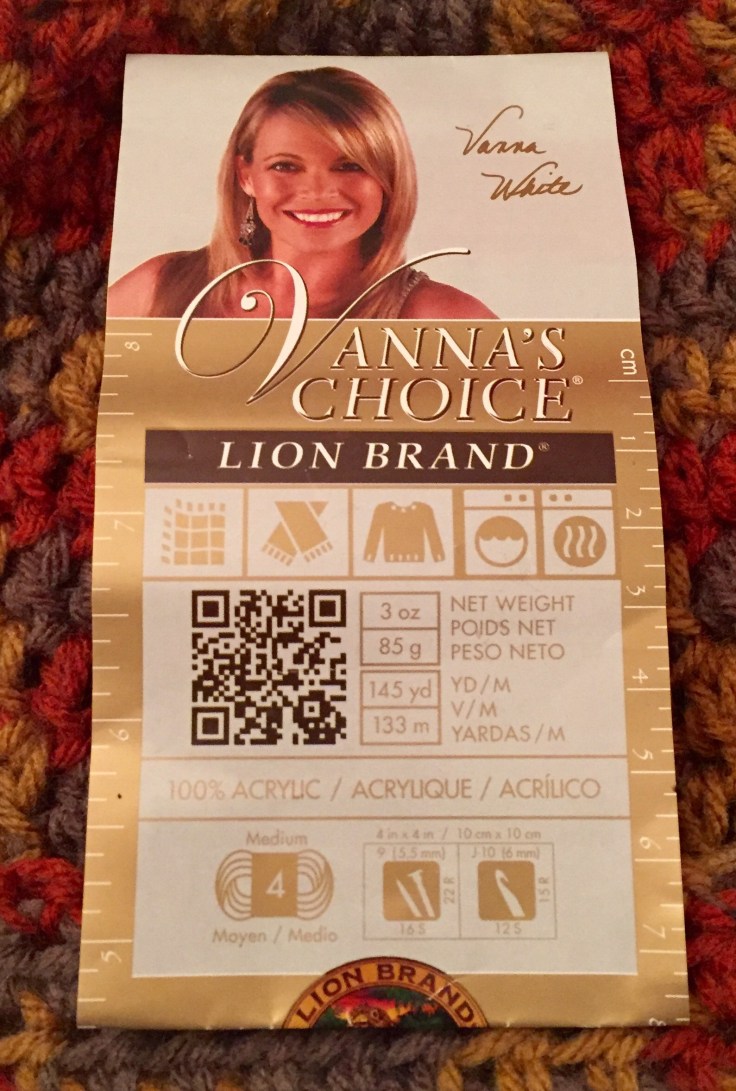 Vanna
White
VANNA'S
CHOICE®
LION BRAND®
3 oz
85 g
NET WEIGHT
POIDS NET
PESO NETO
145 yd
133 m
YD/M
V/M
YARDAS/M
100% ACRYLIC / ACRYLIQUE / ACRÍLICO
Medium
4
Moyen / Medio
4 in x 4 in / 10 cm x 10 cm
9 (5.5 mm)
22 R
16 S
J-10 (6 mm)
15 R
12 S
LION BRAND
8
7
6
5
cm
1
2
3
4
5
6
7
8